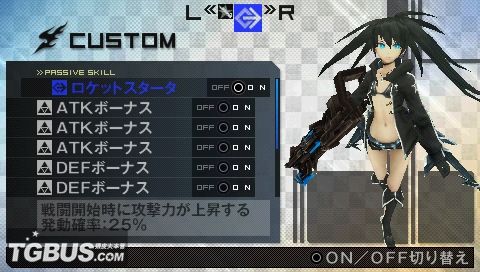 L《 》R
CUSTOM
》PASSIVE SKILL
ロケットスタータ OFF ON
ATKボーナス OFF ON
ATKボーナス OFF ON
ATKボーナス OFF ON
DEFボーナス OFF ON
DEFボーナス OFF ON
戦闘開始時に攻撃力が上昇する
発動確率:25%
TGBUS.COM
○ON/OFF切り替え